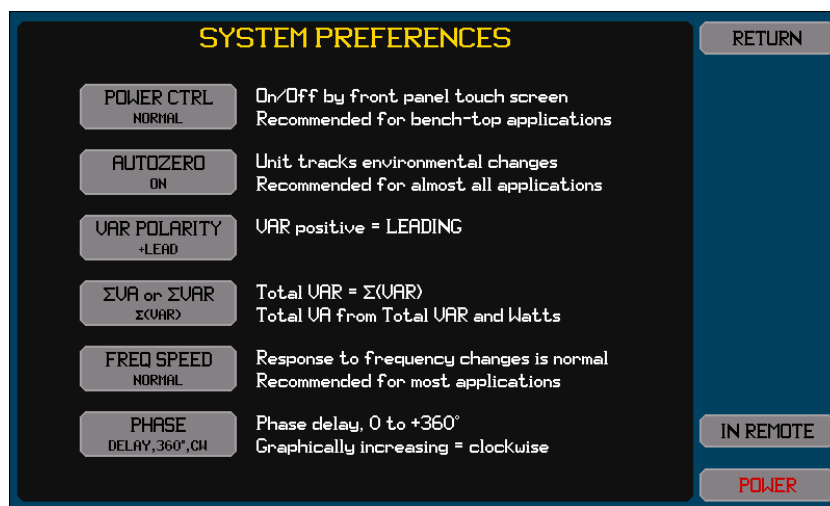 SYSTEM PREFERENCES
RETURN
POWER CTRL
NORMAL
On/Off by front panel touch screen
Recommended for bench-top applications
AUTOZERO
ON
Unit tracks environmental changes
Recommended for almost all applications
VAR POLARITY
+LEAD
VAR positive = LEADING
ΣVA or ΣVAR
Σ(VAR)
Total VAR = Σ(VAR)
Total VA from Total VAR and Watts
FREQ SPEED
NORMAL
Response to frequency changes is normal
Recommended for most applications
PHASE
DELAY,360°,CW
Phase delay, 0 to +360°
Graphically increasing = clockwise
IN REMOTE
POWER